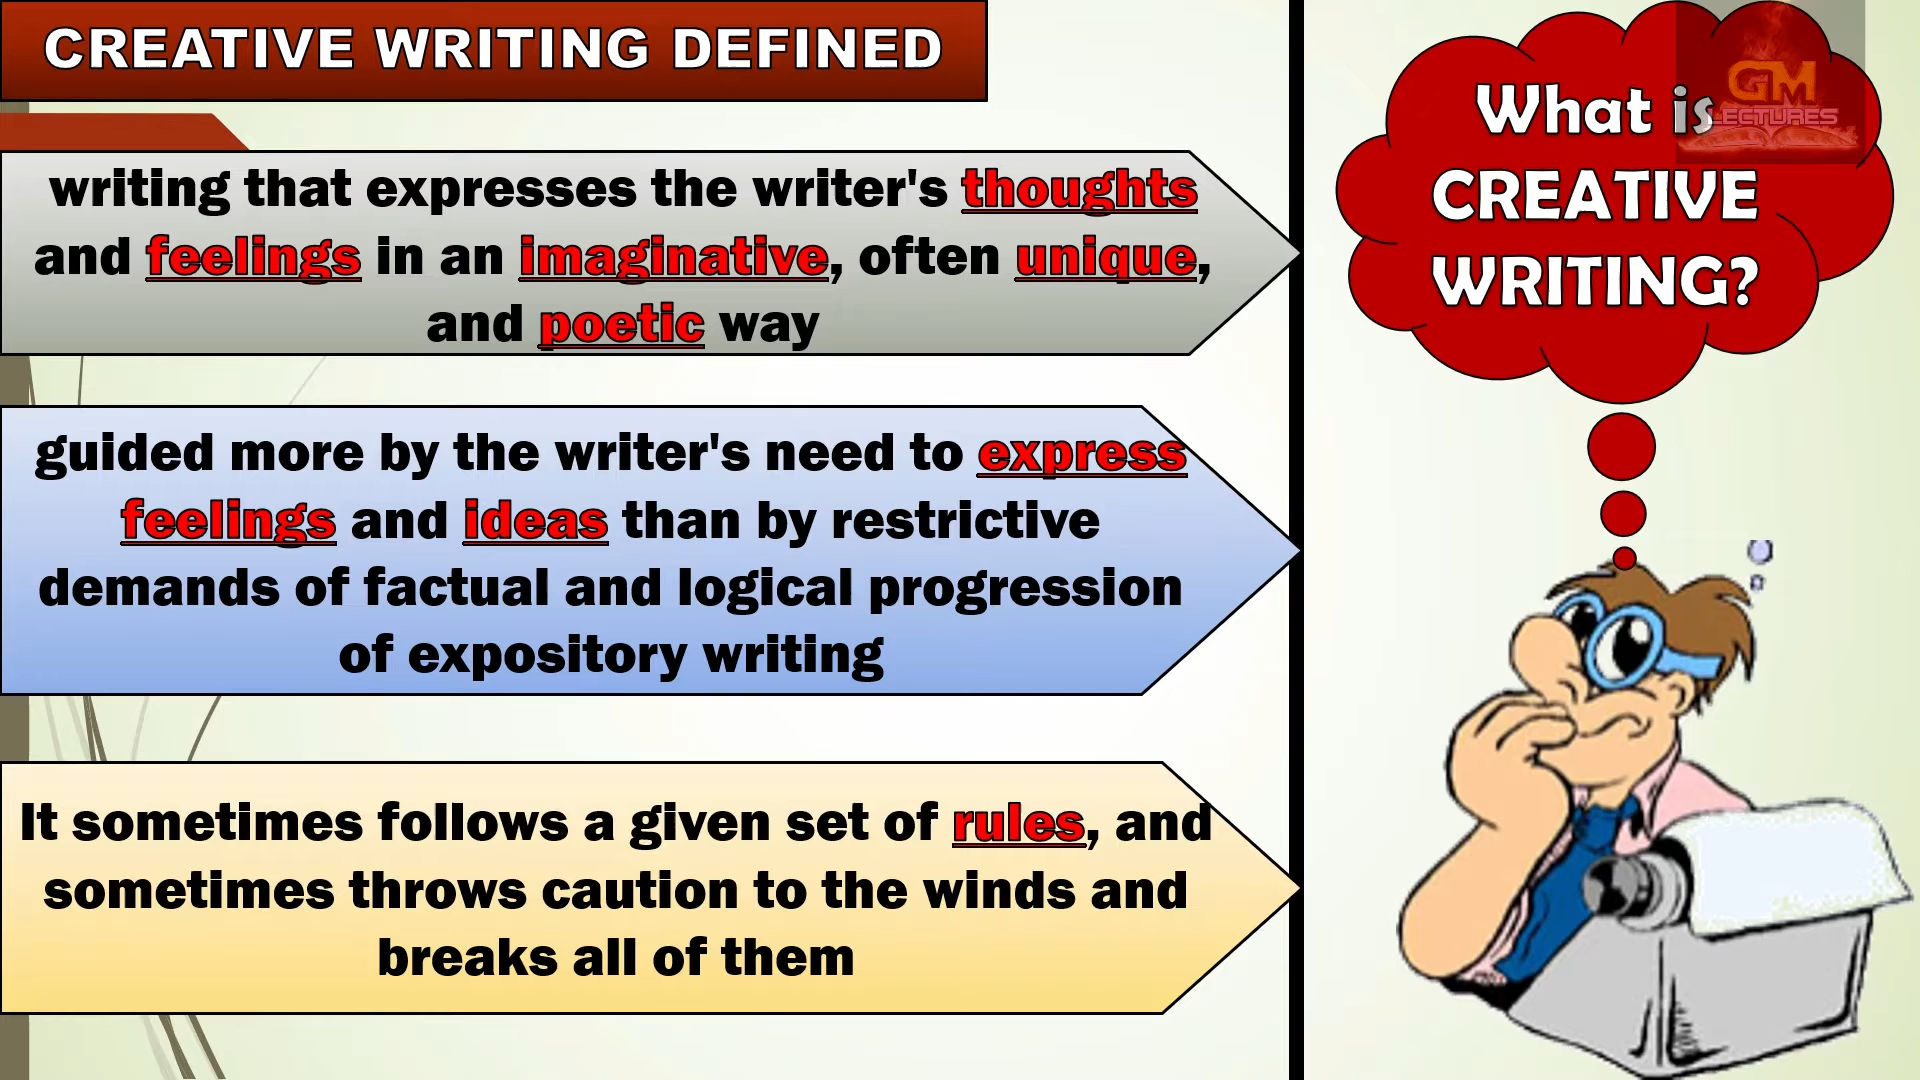 CREATIVE WRITING DEFINED
writing that expresses the writer's thoughts
and feelings in an imaginative, often unique,
and poetic way
guided more by the writer's need to express
feelings and ideas than by restrictive
demands of factual and logical progression
of expository writing
It sometimes follows a given set of rules, and
sometimes throws caution to the winds and
breaks all of them
What is
CREATIVE
WRITING?
GM
LECTURES